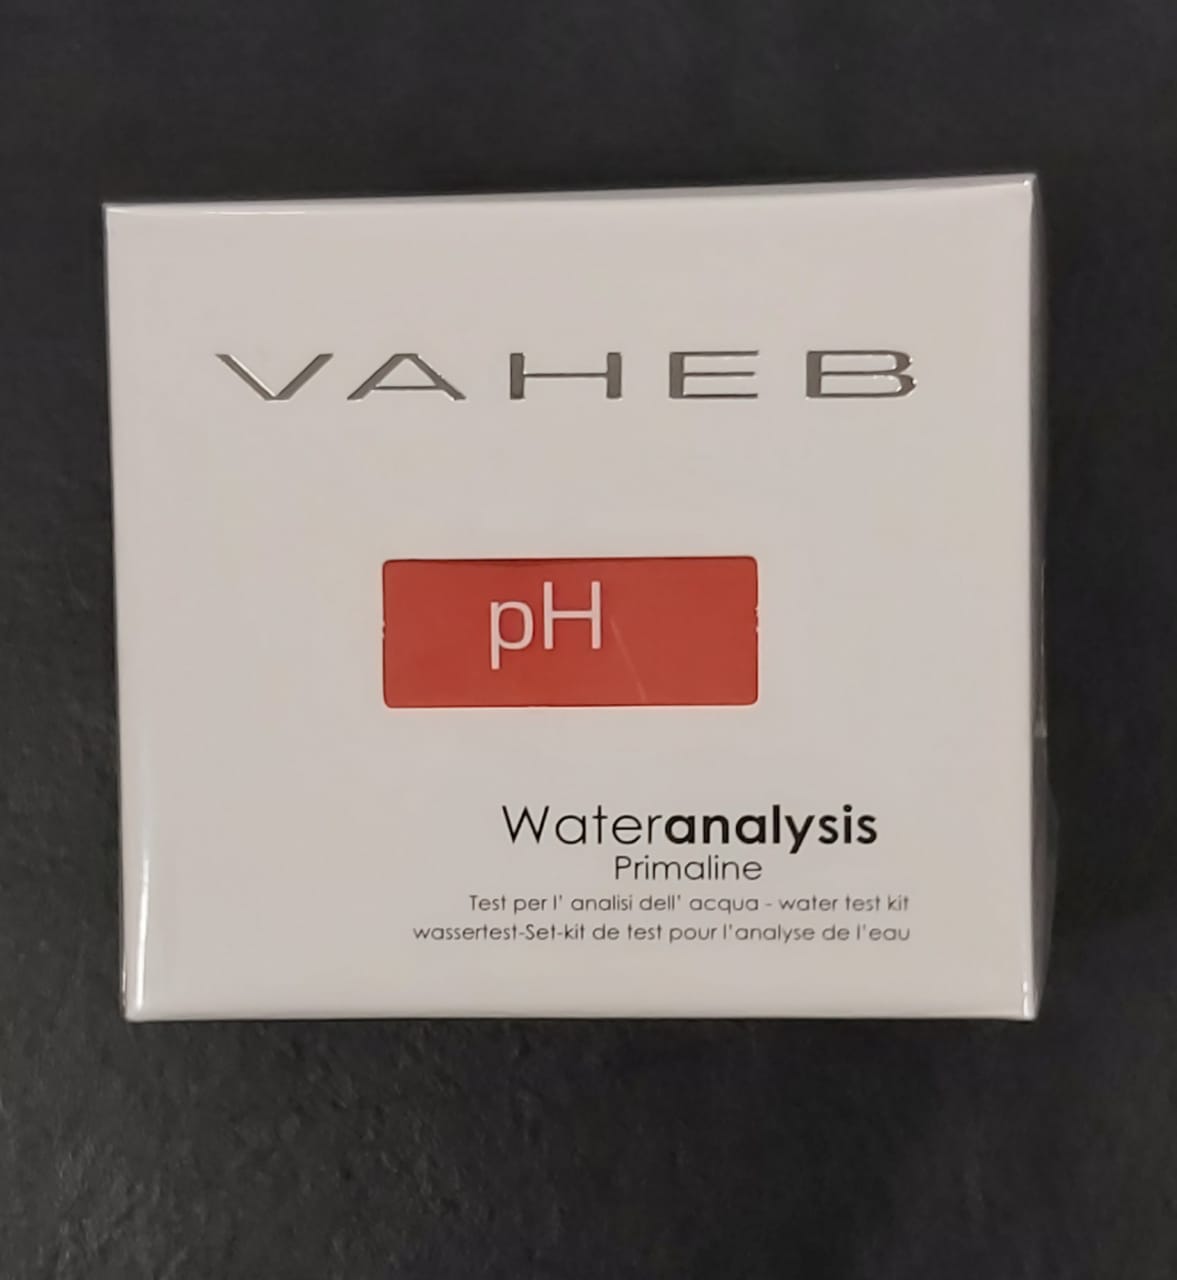 VAHEB
pH
Wateranalysis
Primaline
Test per l' analisi dell' acqua - water test kit
wassertest-Set-kit de test pour l'analyse de l'eau